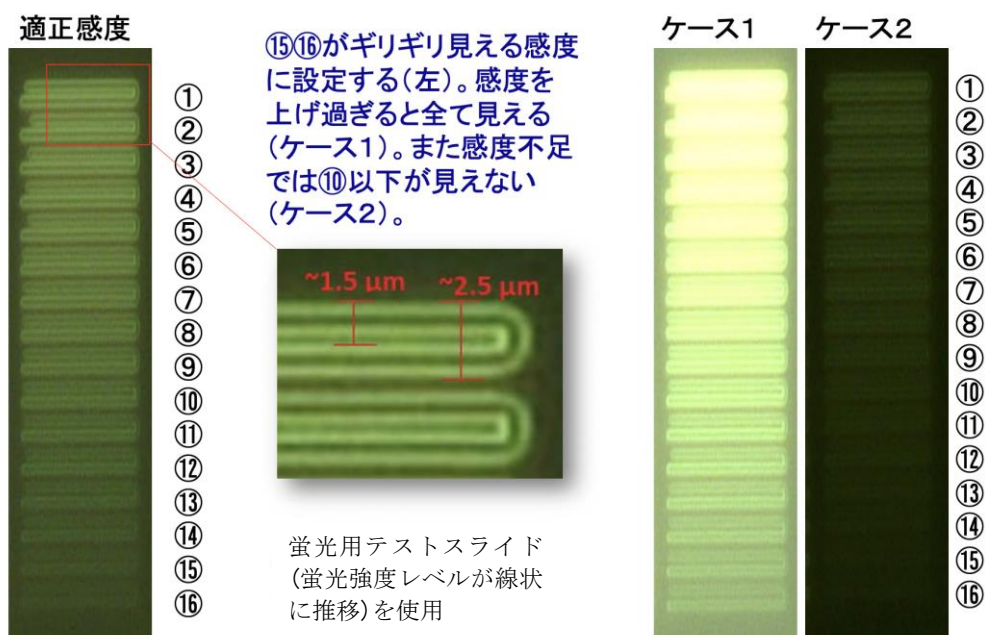 適正感度
①
②
③
④
⑤
⑥
⑦
⑧
⑨
⑩
⑪
⑫
⑬
⑭
⑮
⑯
⑮⑯がギリギリ見える感度
に設定する(左)。感度を
上げ過ぎると全て見える
(ケース1)。また感度不足
では⑩以下が見えない
(ケース2)。
~1.5 µm
~2.5 µm
蛍光用テストスライド
(蛍光強度レベルが線状
に推移)を使用
ケース1
ケース2
①
②
③
④
⑤
⑥
⑦
⑧
⑨
⑩
⑪
⑫
⑬
⑭
⑮
⑯